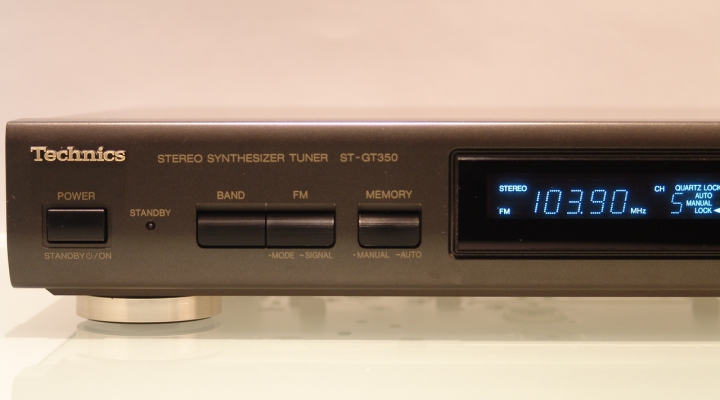 Technics
STEREO SYNTHESIZER TUNER ST-GT350
POWER
STANDBY⏻/ON
STANDBY
BAND
FM
-MODE -SIGNAL
MEMORY
-MANUAL -AUTO
STEREO
FM 103.90 MHz
CH 5
QUARTZ LOCK
AUTO
MANUAL
LOCK